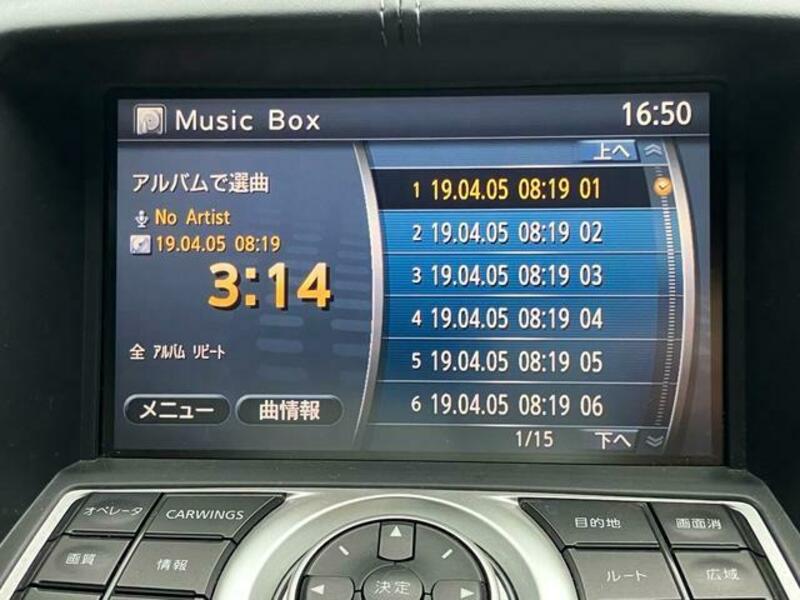 Music Box
16:50
上へ
アルバムで選曲
No Artist
19.04.05 08:19
3:14
全 アルバム リピート
メニュー
曲情報
1 19.04.05 08:19 01
2 19.04.05 08:19 02
3 19.04.05 08:19 03
4 19.04.05 08:19 04
5 19.04.05 08:19 05
6 19.04.05 08:19 06
1/15
下へ
オペレータ
CARWINGS
目的地
画面消
画質
情報
決定
ルート
広域